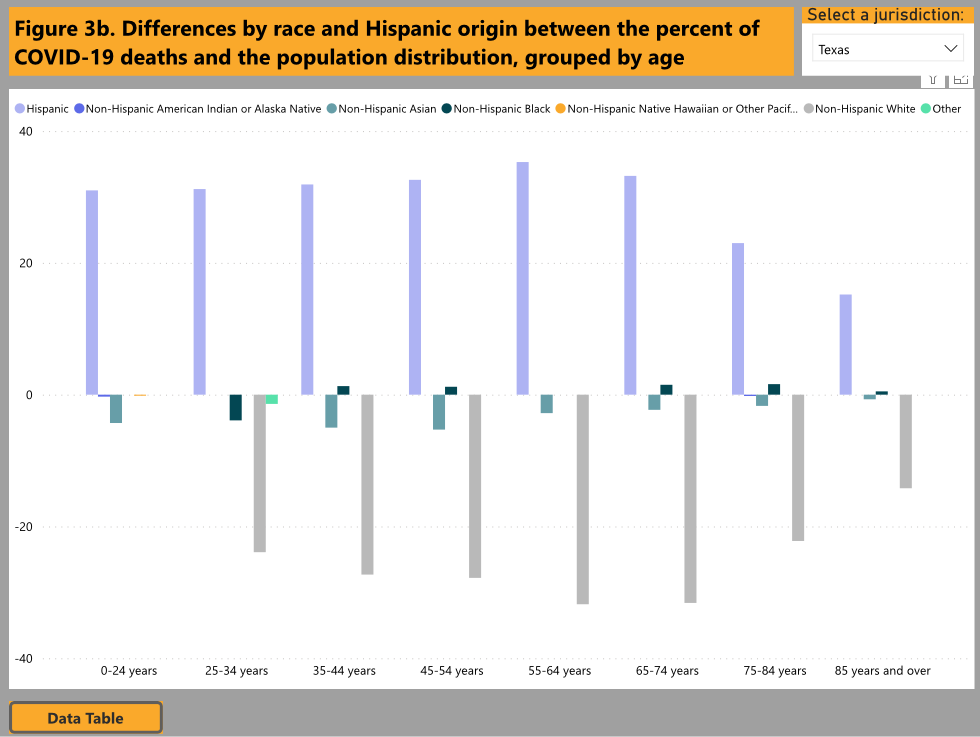 Figure 3b. Differences by race and Hispanic origin between the percent of
COVID-19 deaths and the population distribution, grouped by age
Select a jurisdiction:
Texas
Hispanic Non-Hispanic American Indian or Alaska Native Non-Hispanic Asian Non-Hispanic Black Non-Hispanic Native Hawaiian or Other Pacif... Non-Hispanic White Other
40
20
0
-20
-40
0-24 years 25-34 years 35-44 years 45-54 years 55-64 years 65-74 years 75-84 years 85 years and over
Data Table